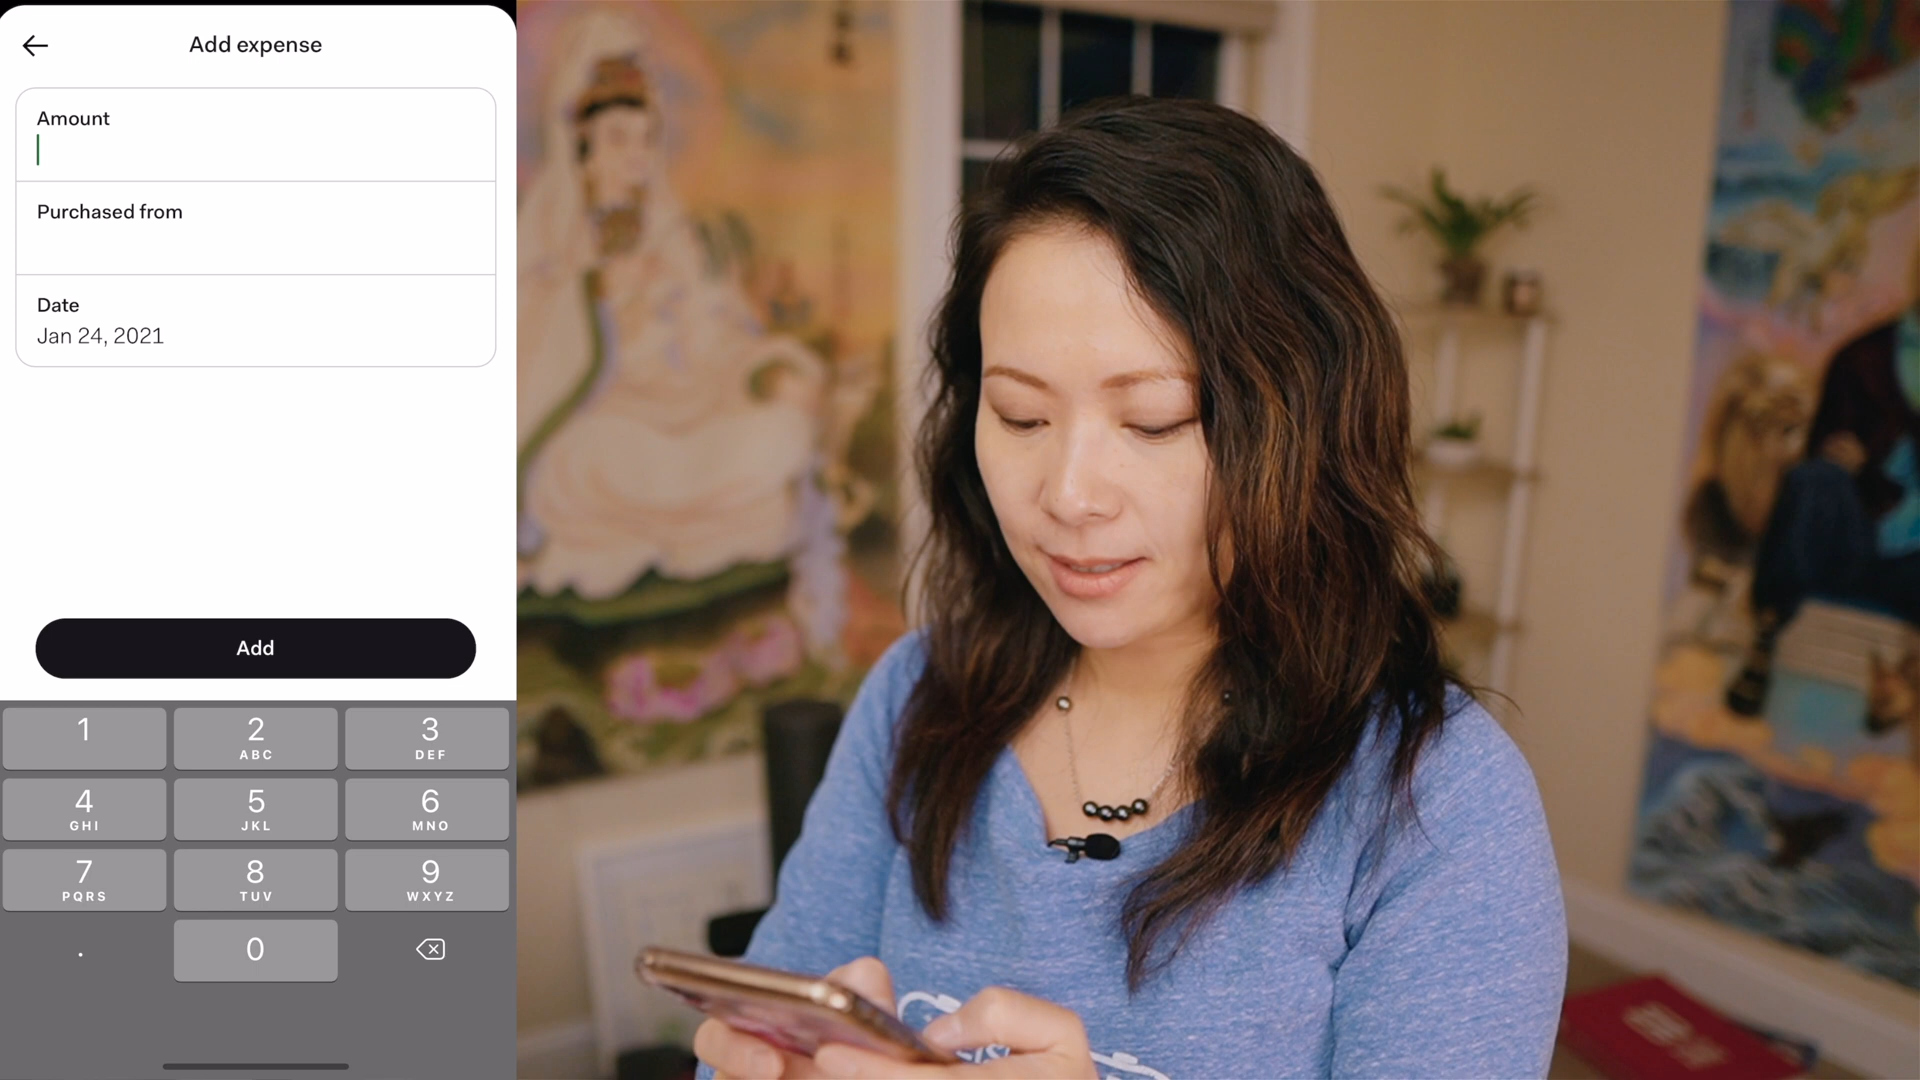 Add expense
Amount
Purchased from
Date
Jan 24, 2021
Add
1
2
ABC
3
DEF
4
GHI
5
JKL
6
MNO
7
PQRS
8
TUV
9
WXYZ
.
0